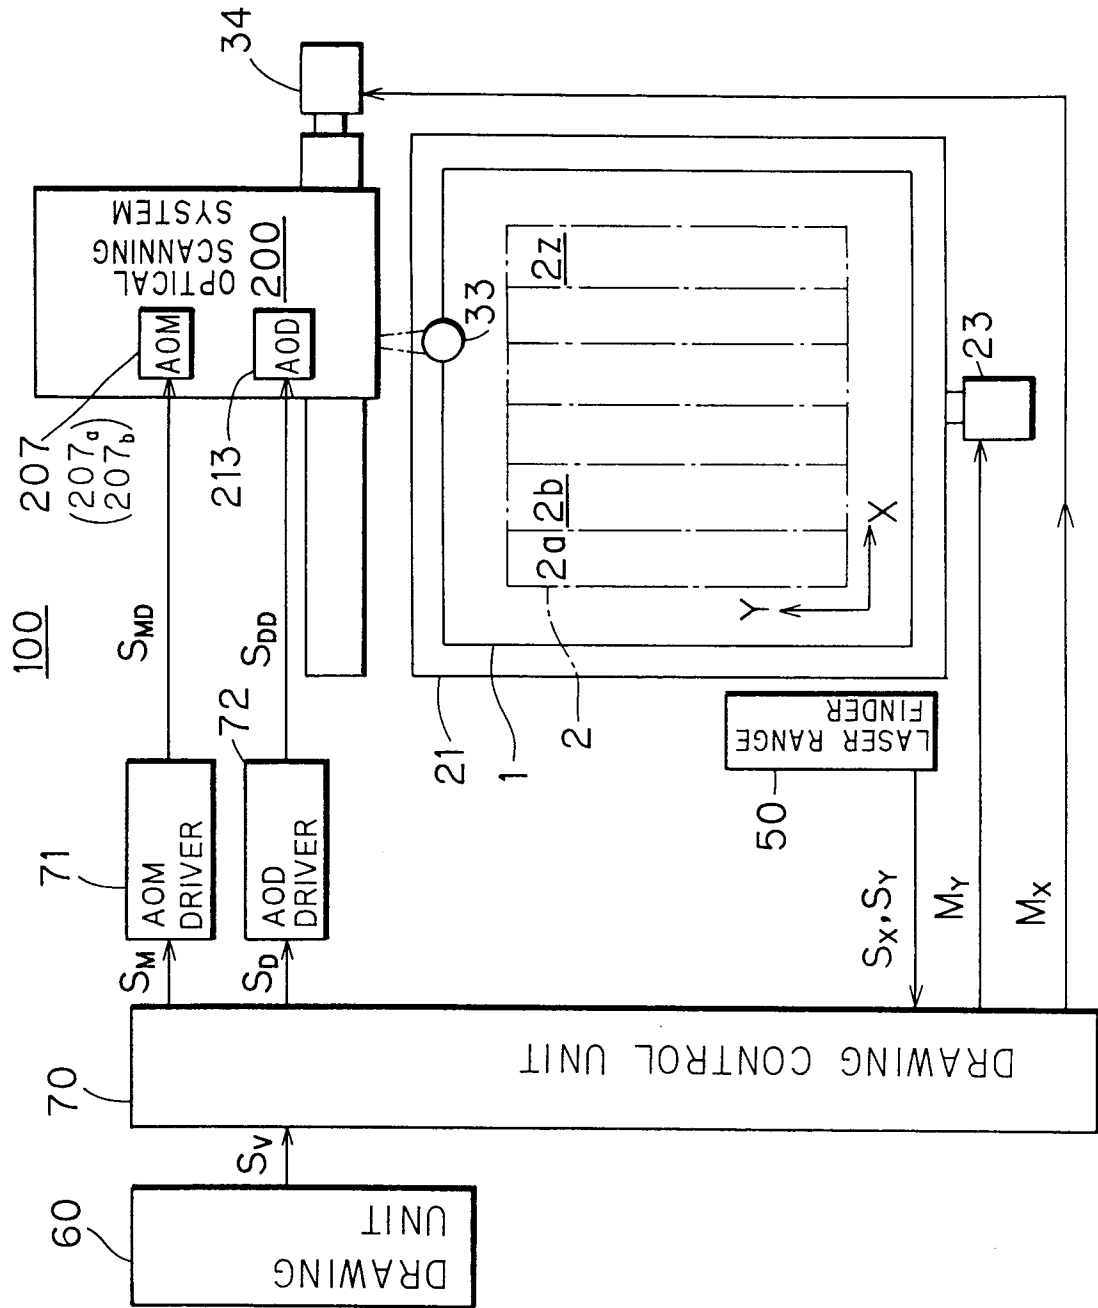 100
60
DRAWING
UNIT
SV
70
DRAWING CONTROL UNIT
SM
SD
71
AOM
DRIVER
72
AOD
DRIVER
SMD
SDD
207
(207a
207b)
213
AOM
AOD
OPTICAL
SCANNING
SYSTEM
200
34
33
21
1
2
2a
2b
2z
Y
X
23
50
LASER RANGE
FINDER
SX,SY
MY
MX